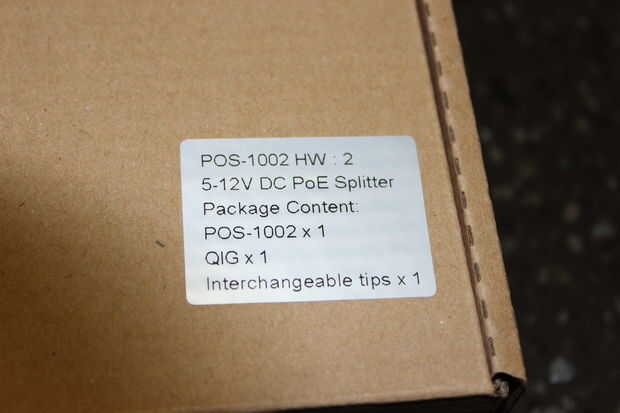 POS-1002 HW : 2
5-12V DC PoE Splitter
Package Content:
POS-1002 x 1
QIG x 1
Interchangeable tips x 1